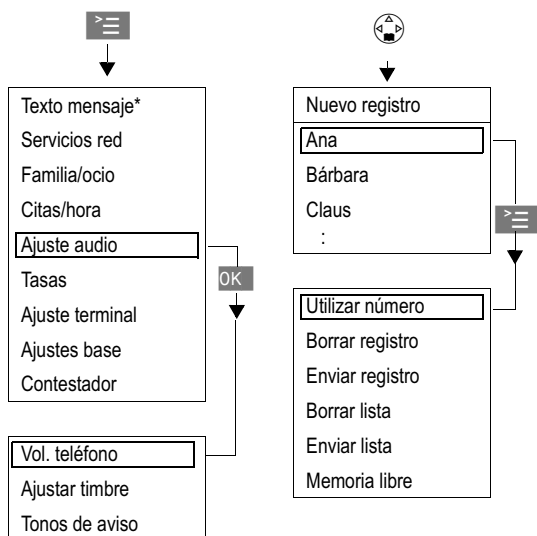 Texto mensaje*
Servicios red
Familia/ocio
Citas/hora
Ajuste audio
Tasas
Ajuste terminal
Ajustes base
Contestador
OK
Vol. teléfono
Ajustar timbre
Tonos de aviso
Nuevo registro
Ana
Bárbara
Claus
:
Utilizar número
Borrar registro
Enviar registro
Borrar lista
Enviar lista
Memoria libre